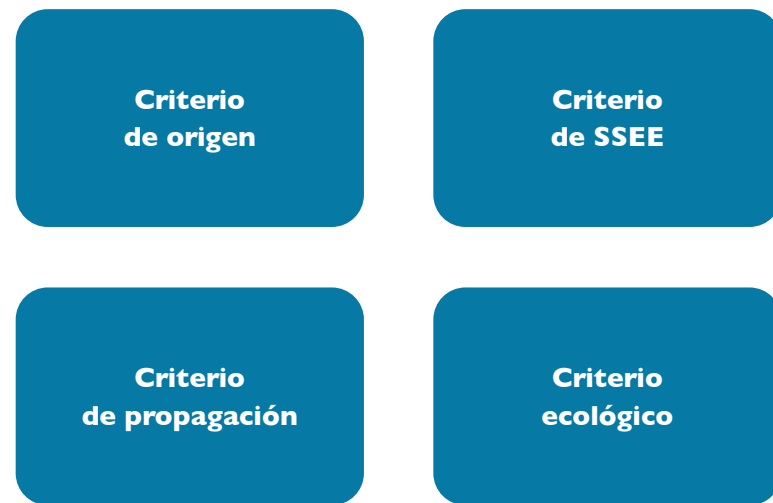 Criterio
de origen
Criterio
de SSEE
Criterio
de propagación
Criterio
ecológico